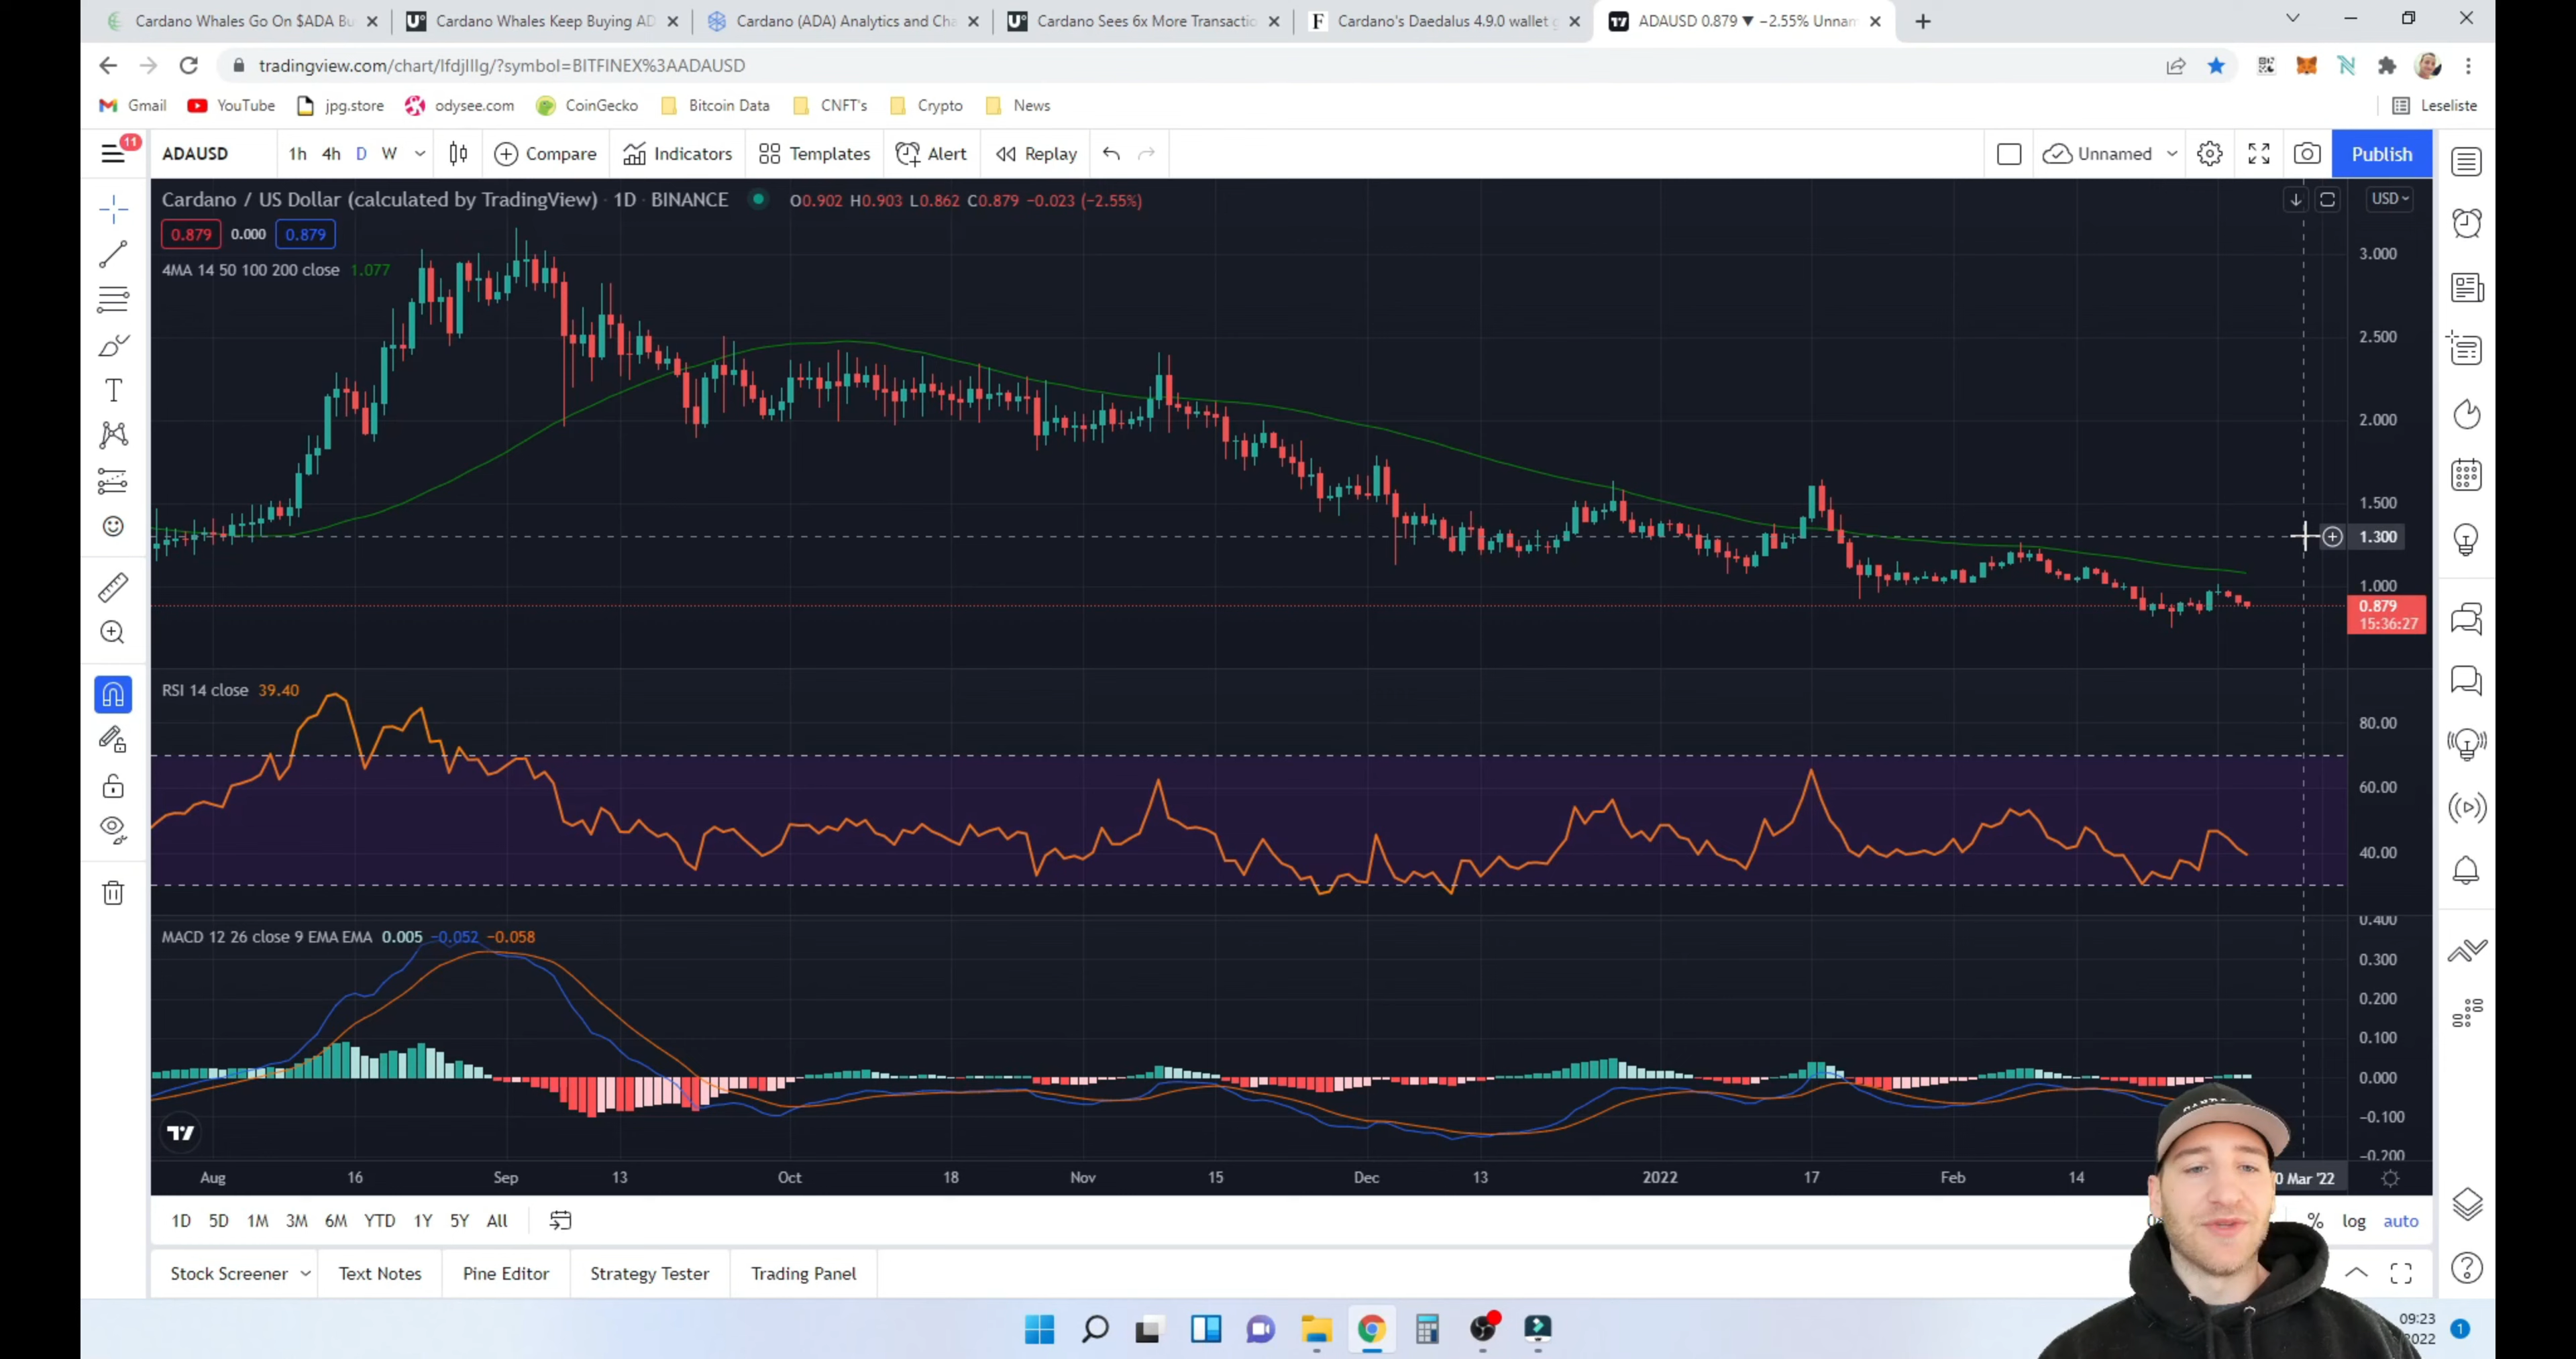 Cardano Whales Go On $ADA Bu
Cardano Whales Keep Buying AD
Cardano (ADA) Analytics and Cha
Cardano Sees 6x More Transactio
F Cardano's Daedalus 4.9.0 wallet g
ADAUSD 0.879 ▼ −2.55% Unnam
tradingview.com/chart/lfdjlllg/?symbol=BITFINEX%3AADAUSD
Gmail YouTube jpg.store odysee.com CoinGecko Bitcoin Data CNFT's Crypto News Leseliste
11 ADAUSD 1h 4h D W Compare Indicators Templates Alert Replay Unnamed Publish
Cardano / US Dollar (calculated by TradingView) · 1D · BINANCE O0.902 H0.903 L0.862 C0.879 −0.023 (−2.55%) USD
0.879 0.000 0.879
4MA 14 50 100 200 close 1.077
3.000
2.500
2.000
1.500
1.300
1.000
0.879
15:36:27
RSI 14 close 39.40
80.00
60.00
40.00
MACD 12 26 close 9 EMA EMA 0.005 −0.052 −0.058
0.400
0.300
0.200
0.100
0.000
−0.100
−0.200
Aug 16 Sep 13 Oct 18 Nov 15 Dec 13 2022 17 Feb 14 0 Mar '22
1D 5D 1M 3M 6M YTD 1Y 5Y All % log auto
Stock Screener Text Notes Pine Editor Strategy Tester Trading Panel
09:23
2022
1